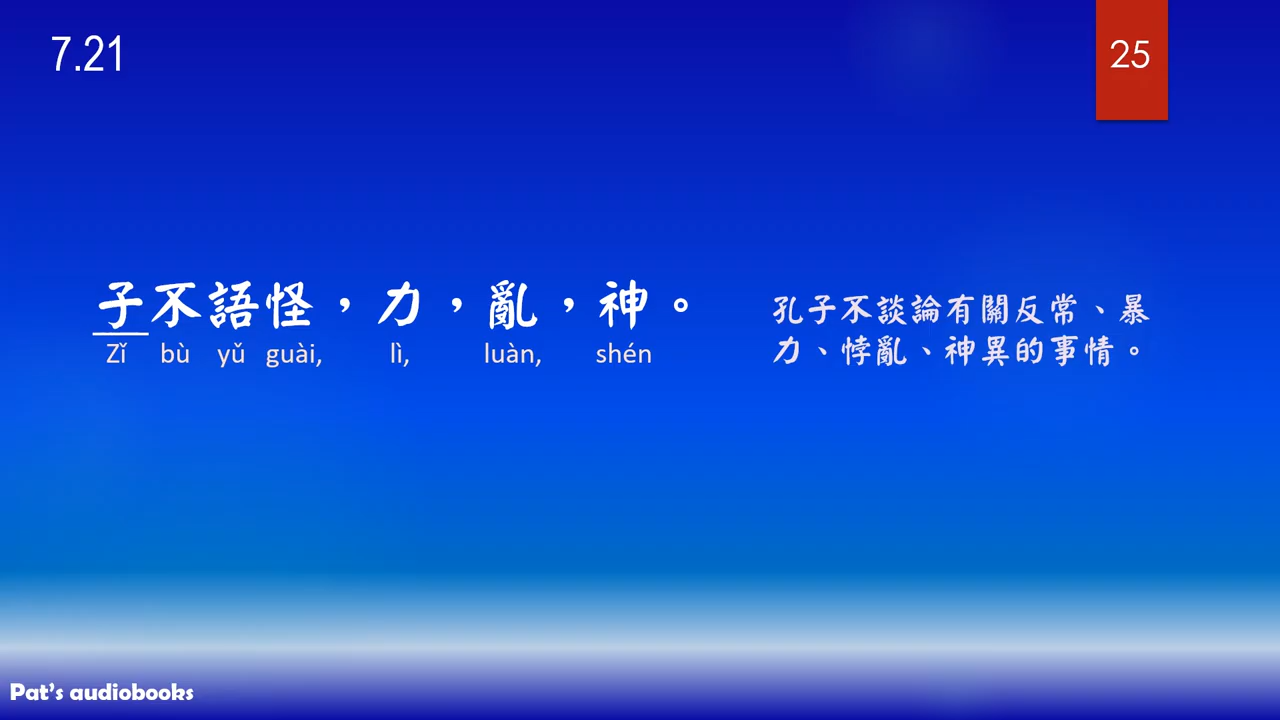 7.21
25
子不語怪，力，亂，神。
Zǐ bù yǔ guài, lì, luàn, shén
孔子不談論有關反常、暴
力、悖亂、神異的事情。
Pat's audiobooks